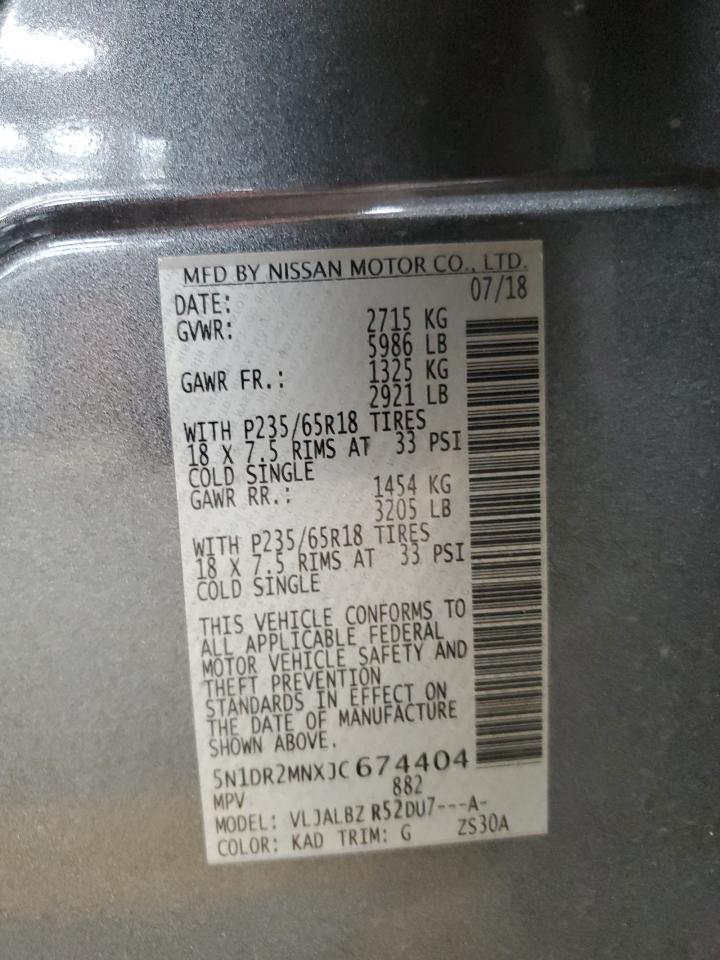 MFD BY NISSAN MOTOR CO., LTD.
DATE: 07/18
GVWR: 2715 KG
5986 LB
GAWR FR.: 1325 KG
2921 LB
WITH P235/65R18 TIRES
18 X 7.5 RIMS AT 33 PSI
COLD SINGLE
GAWR RR.: 1454 KG
3205 LB
WITH P235/65R18 TIRES
18 X 7.5 RIMS AT 33 PSI
COLD SINGLE
THIS VEHICLE CONFORMS TO
ALL APPLICABLE FEDERAL
MOTOR VEHICLE SAFETY AND
THEFT PREVENTION
STANDARDS IN EFFECT ON
THE DATE OF MANUFACTURE
SHOWN ABOVE.
5N1DR2MNXJC674404
MPV 882
MODEL: VLJALBZ R52DU7---A-
COLOR: KAD TRIM: G ZS30A